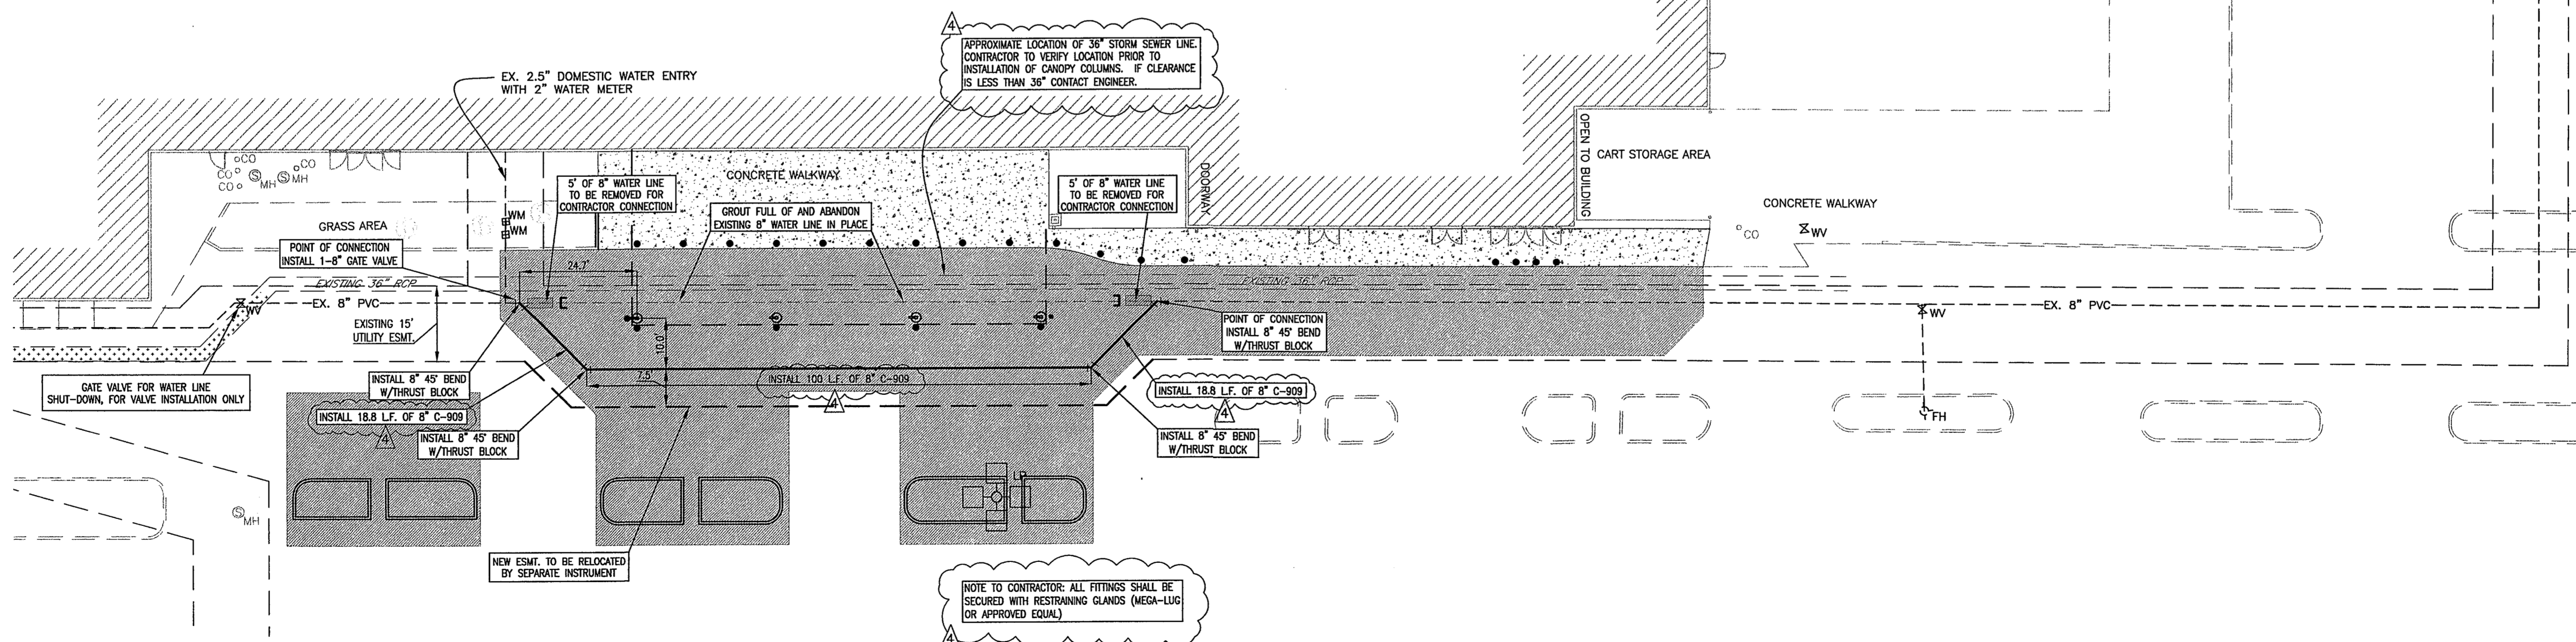 4
APPROXIMATE LOCATION OF 36" STORM SEWER LINE.
CONTRACTOR TO VERIFY LOCATION PRIOR TO
INSTALLATION OF CANOPY COLUMNS. IF CLEARANCE
IS LESS THAN 36" CONTACT ENGINEER.
EX. 2.5" DOMESTIC WATER ENTRY
WITH 2" WATER METER
OPEN TO BUILDING
CART STORAGE AREA
CO
CO
CO
CO
MH
MH
S
S
CONCRETE WALKWAY
DOORWAY
5' OF 8" WATER LINE
TO BE REMOVED FOR
CONTRACTOR CONNECTION
5' OF 8" WATER LINE
TO BE REMOVED FOR
CONTRACTOR CONNECTION
GROUT FULL OF AND ABANDON
EXISTING 8" WATER LINE IN PLACE
WM
WM
GRASS AREA
CONCRETE WALKWAY
CO
WV
POINT OF CONNECTION
INSTALL 1-8" GATE VALVE
24.7'
EXISTING 36" RCP
EXISTING 36" RCP
EX. 8" PVC
WV
EX. 8" PVC
WV
EXISTING 15'
UTILITY ESMT.
10.0'
POINT OF CONNECTION
INSTALL 8" 45° BEND
W/THRUST BLOCK
GATE VALVE FOR WATER LINE
SHUT-DOWN, FOR VALVE INSTALLATION ONLY
INSTALL 8" 45° BEND
W/THRUST BLOCK
7.5'
INSTALL 100 L.F. OF 8" C-909
4
INSTALL 18.8 L.F. OF 8" C-909
4
INSTALL 18.8 L.F. OF 8" C-909
4
FH
INSTALL 8" 45° BEND
W/THRUST BLOCK
INSTALL 8" 45° BEND
W/THRUST BLOCK
LP
S
MH
NEW ESMT. TO BE RELOCATED
BY SEPARATE INSTRUMENT
NOTE TO CONTRACTOR: ALL FITTINGS SHALL BE
SECURED WITH RESTRAINING GLANDS (MEGA-LUG
OR APPROVED EQUAL)
4